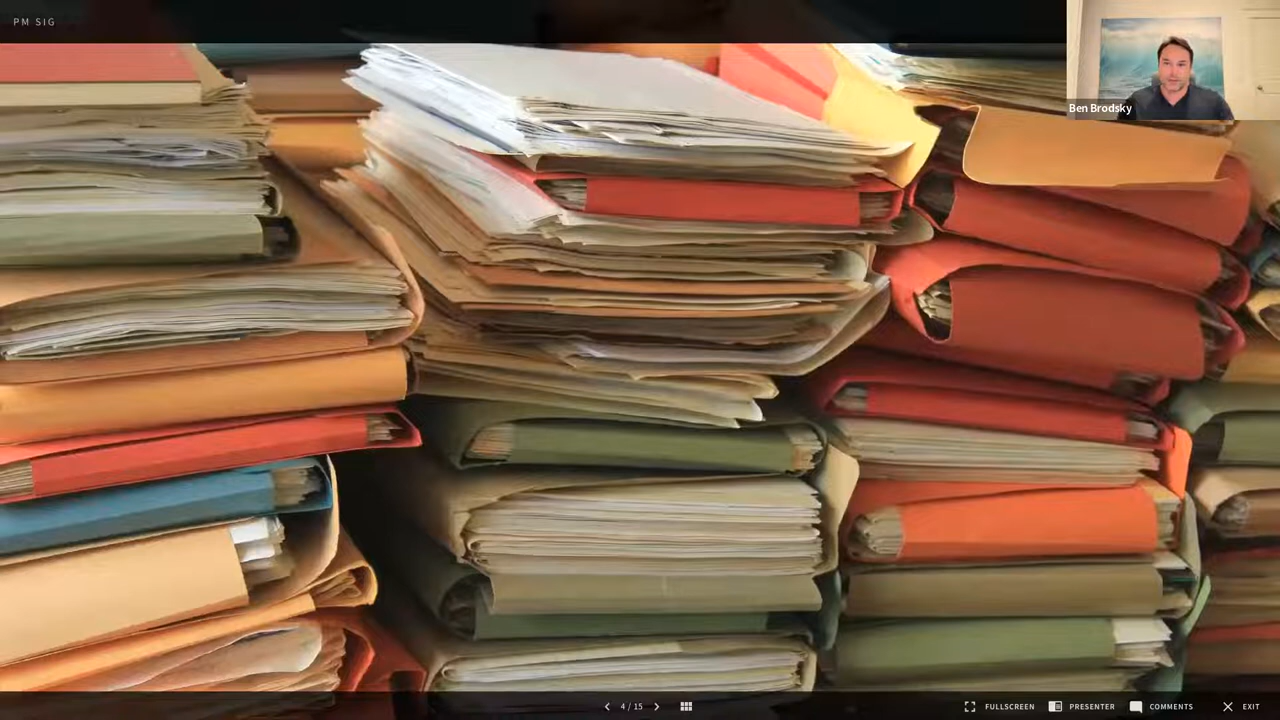 PM SIG
Ben Brodsky
4 / 15
FULLSCREEN
PRESENTER
COMMENTS
EXIT